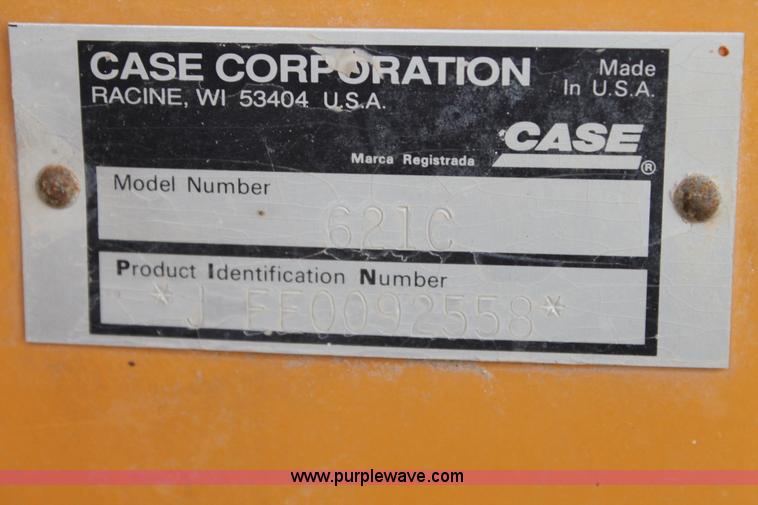 CASE CORPORATION
RACINE, WI 53404 U.S.A.
Made
In U.S.A.
CASE ®
Marca Registrada
Model Number
621C
Product Identification Number
www.purplewave.com